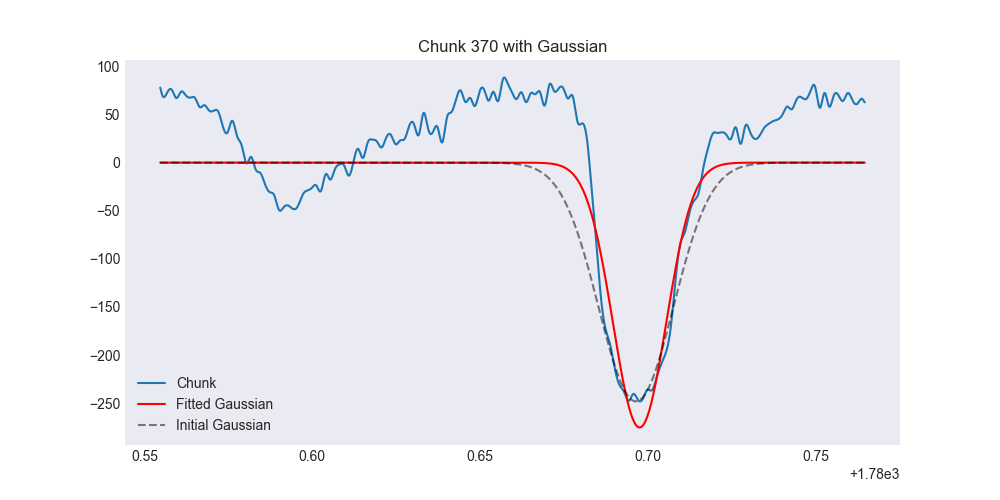 Chunk 370 with Gaussian
100
50
0
−50
−100
−150
−200
−250
Chunk
Fitted Gaussian
Initial Gaussian
0.55 0.60 0.65 0.70 0.75
+1.78e3